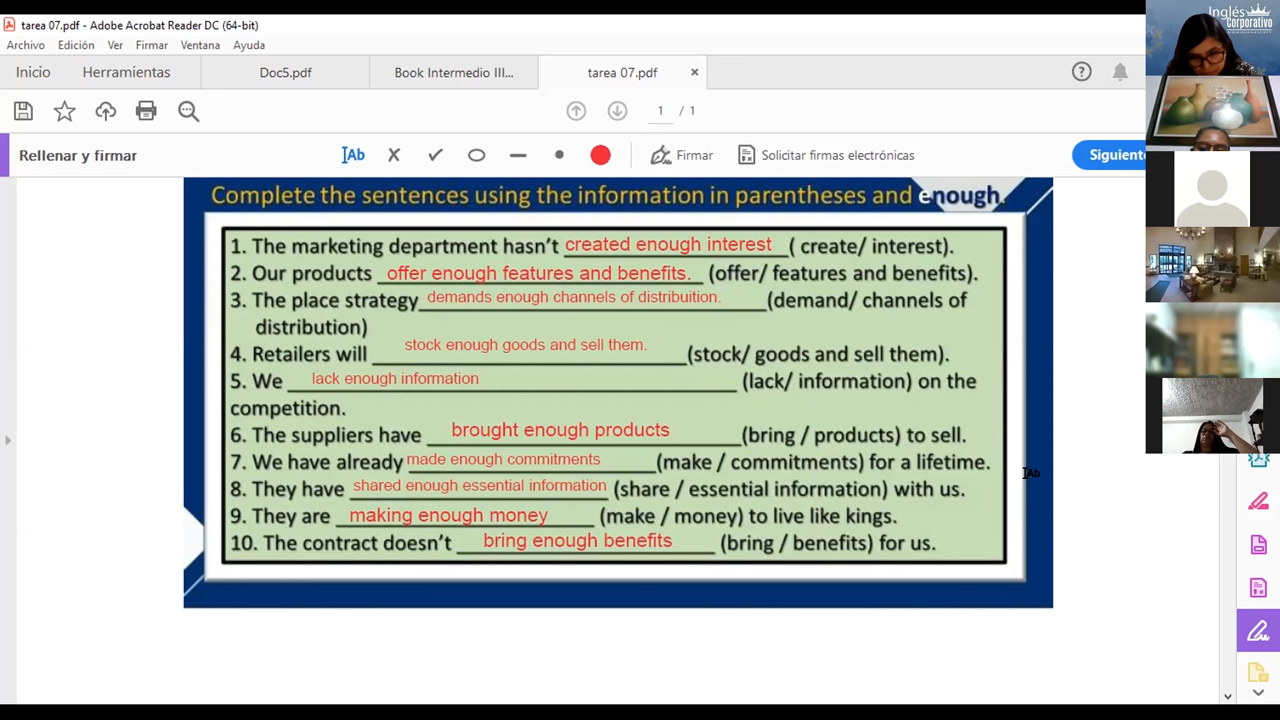 tarea 07.pdf - Adobe Acrobat Reader DC (64-bit)
Archivo Edición Ver Firmar Ventana Ayuda
Inicio Herramientas Doc5.pdf Book Intermedio III... tarea 07.pdf ×
1 / 1
Rellenar y firmar Ab Firmar Solicitar firmas electrónicas Siguiente
Inglés
Corporativo
Complete the sentences using the information in parentheses and enough.
1. The marketing department hasn't created enough interest ( create/ interest).
2. Our products offer enough features and benefits. (offer/ features and benefits).
3. The place strategy demands enough channels of distribuition. (demand/ channels of
distribution)
4. Retailers will stock enough goods and sell them. (stock/ goods and sell them).
5. We lack enough information (lack/ information) on the
competition.
6. The suppliers have brought enough products (bring / products) to sell.
7. We have already made enough commitments (make / commitments) for a lifetime.
8. They have shared enough essential information (share / essential information) with us.
9. They are making enough money (make / money) to live like kings.
10. The contract doesn't bring enough benefits (bring / benefits) for us.
Ab